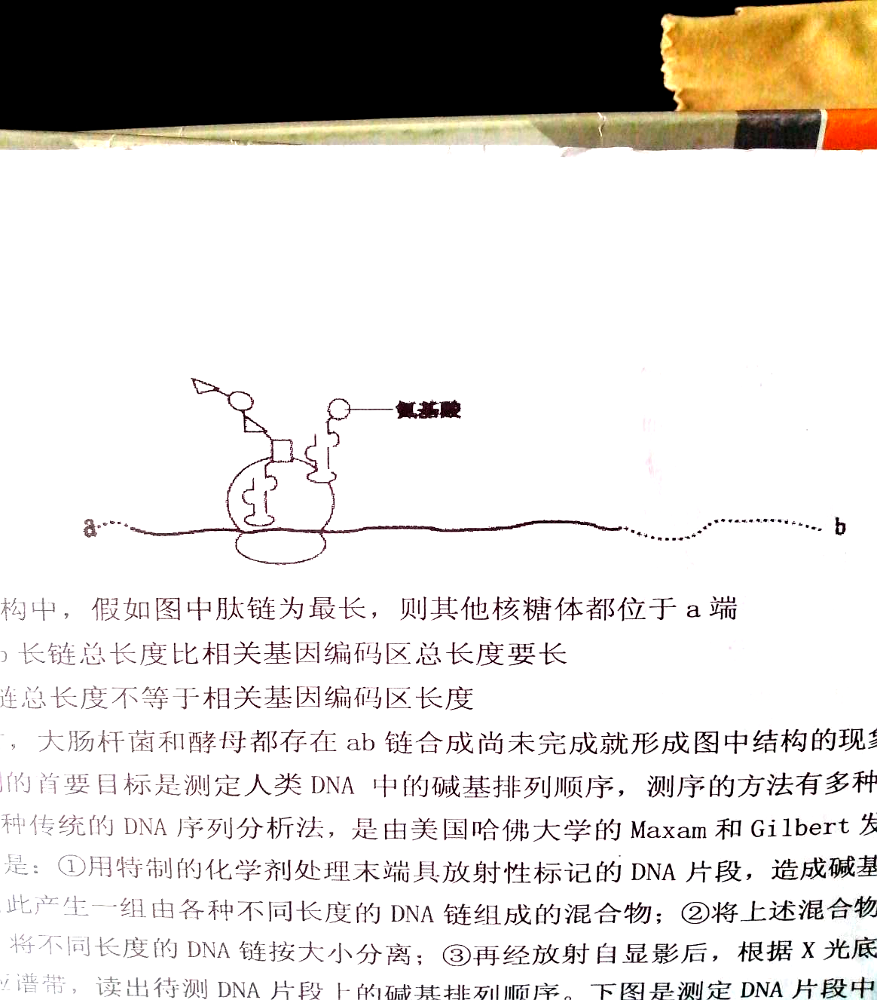 氨基酸
a
b
构中，假如图中肽链为最长，则其他核糖体都位于 a 端
长链总长度比相关基因编码区总长度要长
链总长度不等于相关基因编码区长度
，大肠杆菌和酵母都存在 ab 链合成尚未完成就形成图中结构的现象
的首要目标是测定人类 DNA 中的碱基排列顺序，测序的方法有多种
种传统的 DNA 序列分析法，是由美国哈佛大学的 Maxam 和 Gilbert 发
是：①用特制的化学剂处理末端具放射性标记的 DNA 片段，造成碱基
此产生一组由各种不同长度的 DNA 链组成的混合物；②将上述混合物
将不同长度的 DNA 链按大小分离；③再经放射自显影后，根据 X 光底
谱带，读出待测 DNA 片段上的碱基排列顺序。下图是测定 DNA 片段中